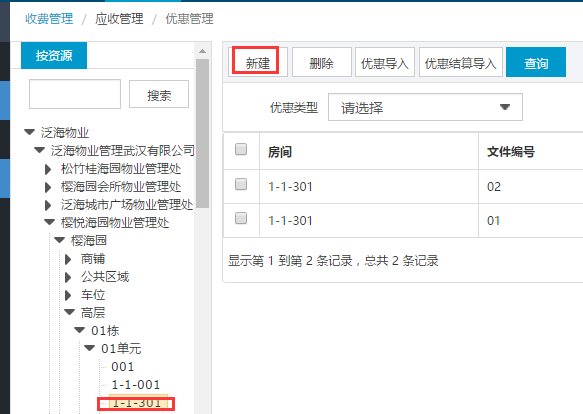 收费管理 / 应收管理 / 优惠管理
按资源
搜索
泛海物业
泛海物业管理武汉有限公司
松竹桂海园物业管理处
樱海园会所物业管理处
泛海城市广场物业管理处
樱悦海园物业管理处
樱海园
商铺
公共区域
车位
高层
01栋
01单元
001
1-1-001
1-1-301
新建 删除 优惠导入 优惠结算导入 查询
优惠类型 请选择
房间 文件编号
1-1-301 02
1-1-301 01
显示第 1 到第 2 条记录，总共 2 条记录